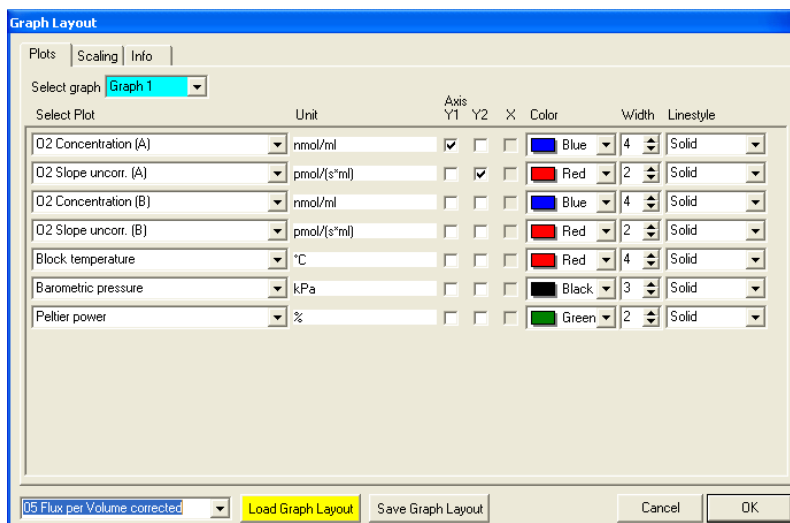 Graph Layout
Plots Scaling Info
Select graph Graph 1
Axis
Select Plot Unit Y1 Y2 X Color Width Linestyle
O2 Concentration (A) nmol/ml Blue 4 Solid
O2 Slope uncorr. (A) pmol/(s*ml) Red 2 Solid
O2 Concentration (B) nmol/ml Blue 4 Solid
O2 Slope uncorr. (B) pmol/(s*ml) Red 2 Solid
Block temperature °C Red 4 Solid
Barometric pressure kPa Black 3 Solid
Peltier power % Green 2 Solid
05 Flux per Volume corrected Load Graph Layout Save Graph Layout Cancel OK